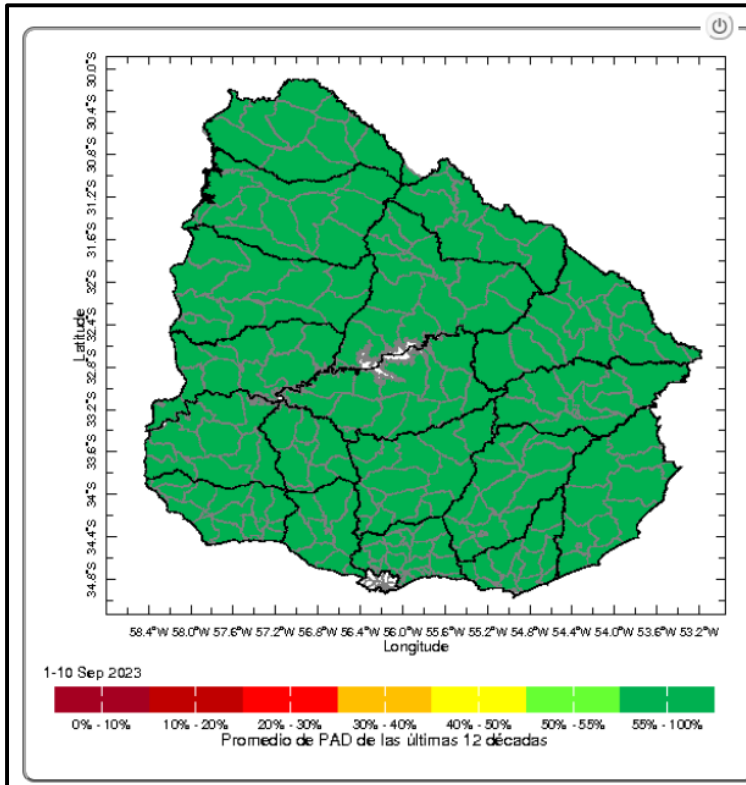 30.0°S
30.4°S
30.8°S
31.2°S
31.6°S
32°S
32.4°S
32.8°S
33.2°S
33.6°S
34°S
34.4°S
34.8°S
Latitude
58.4°W 58.0°W 57.6°W 57.2°W 56.8°W 56.4°W 56.0°W 55.6°W 55.2°W 54.8°W 54.4°W 54.0°W 53.6°W 53.2°W
Longitude
1-10 Sep 2023
0% - 10% 10% - 20% 20% - 30% 30% - 40% 40% - 50% 50% - 55% 55% - 100%
Promedio de PAD de las últimas 12 décadas